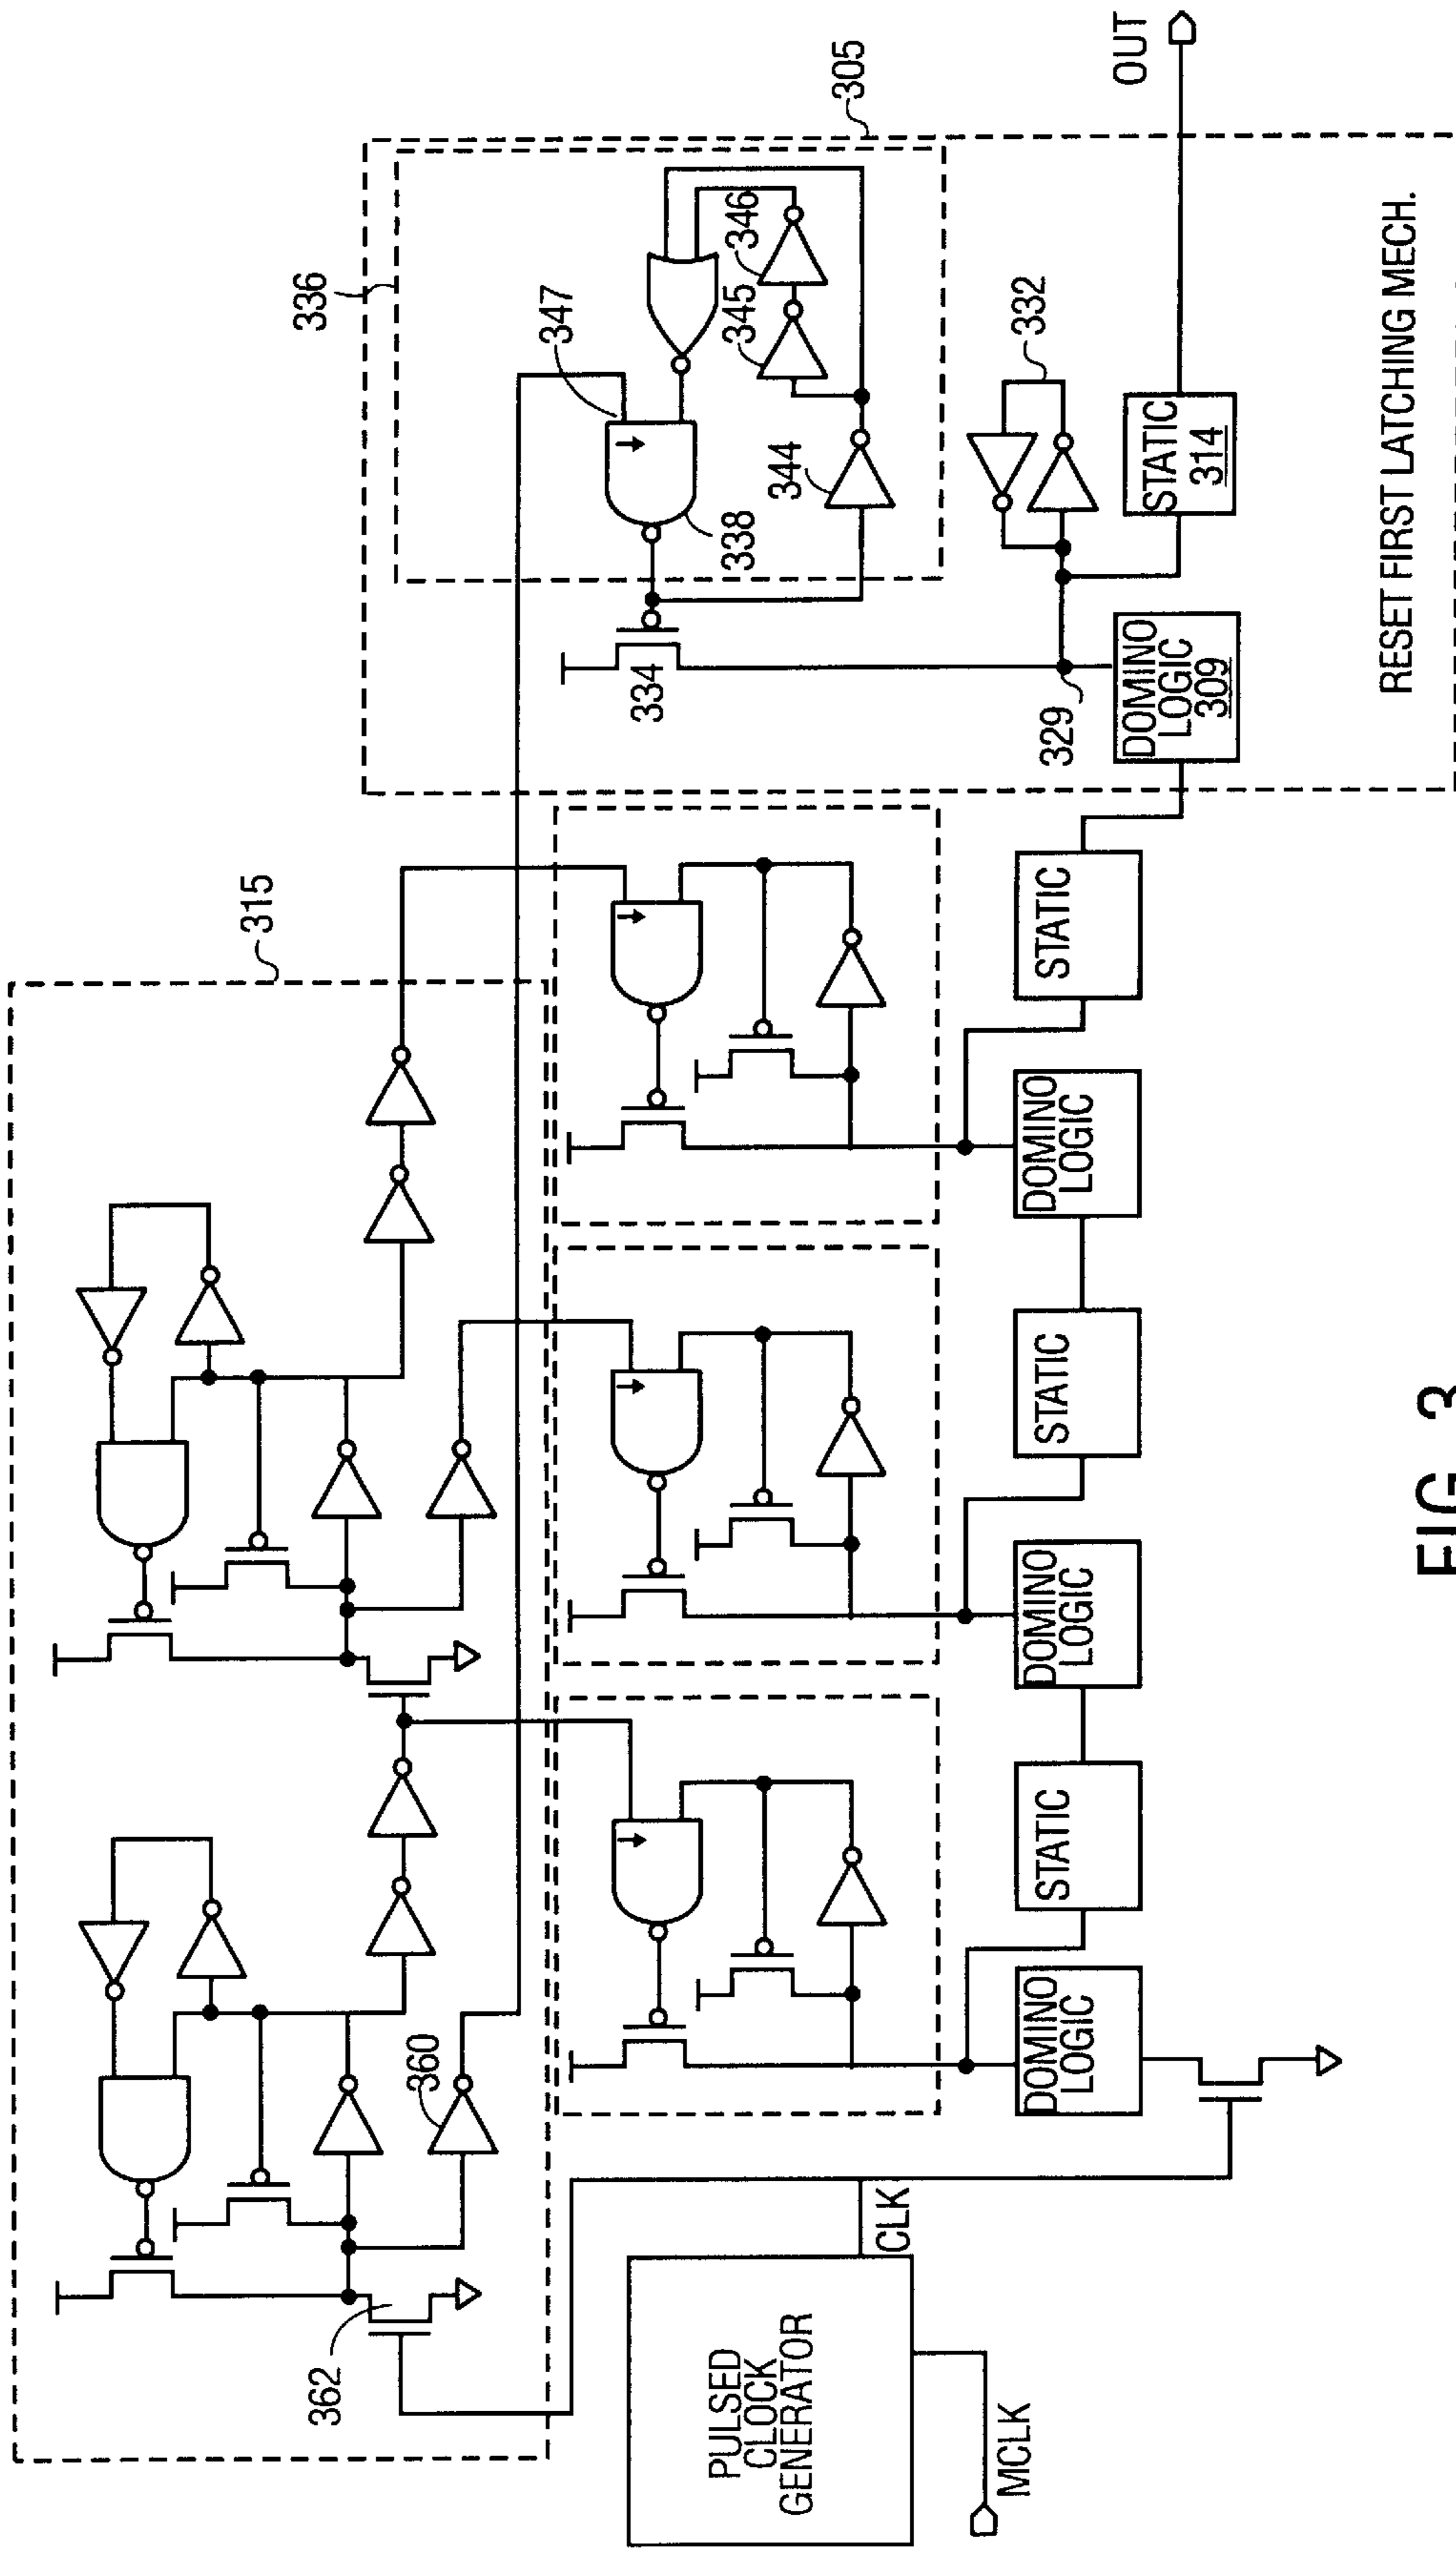 315
336
305
347
346
345
344
338
334
332
329
362
360
OUT
STATIC
314
DOMINO
LOGIC
309
RESET FIRST LATCHING MECH.
STATIC
DOMINO
LOGIC
STATIC
DOMINO
LOGIC
STATIC
DOMINO
LOGIC
CLK
PULSED
CLOCK
GENERATOR
MCLK
FIG. 3